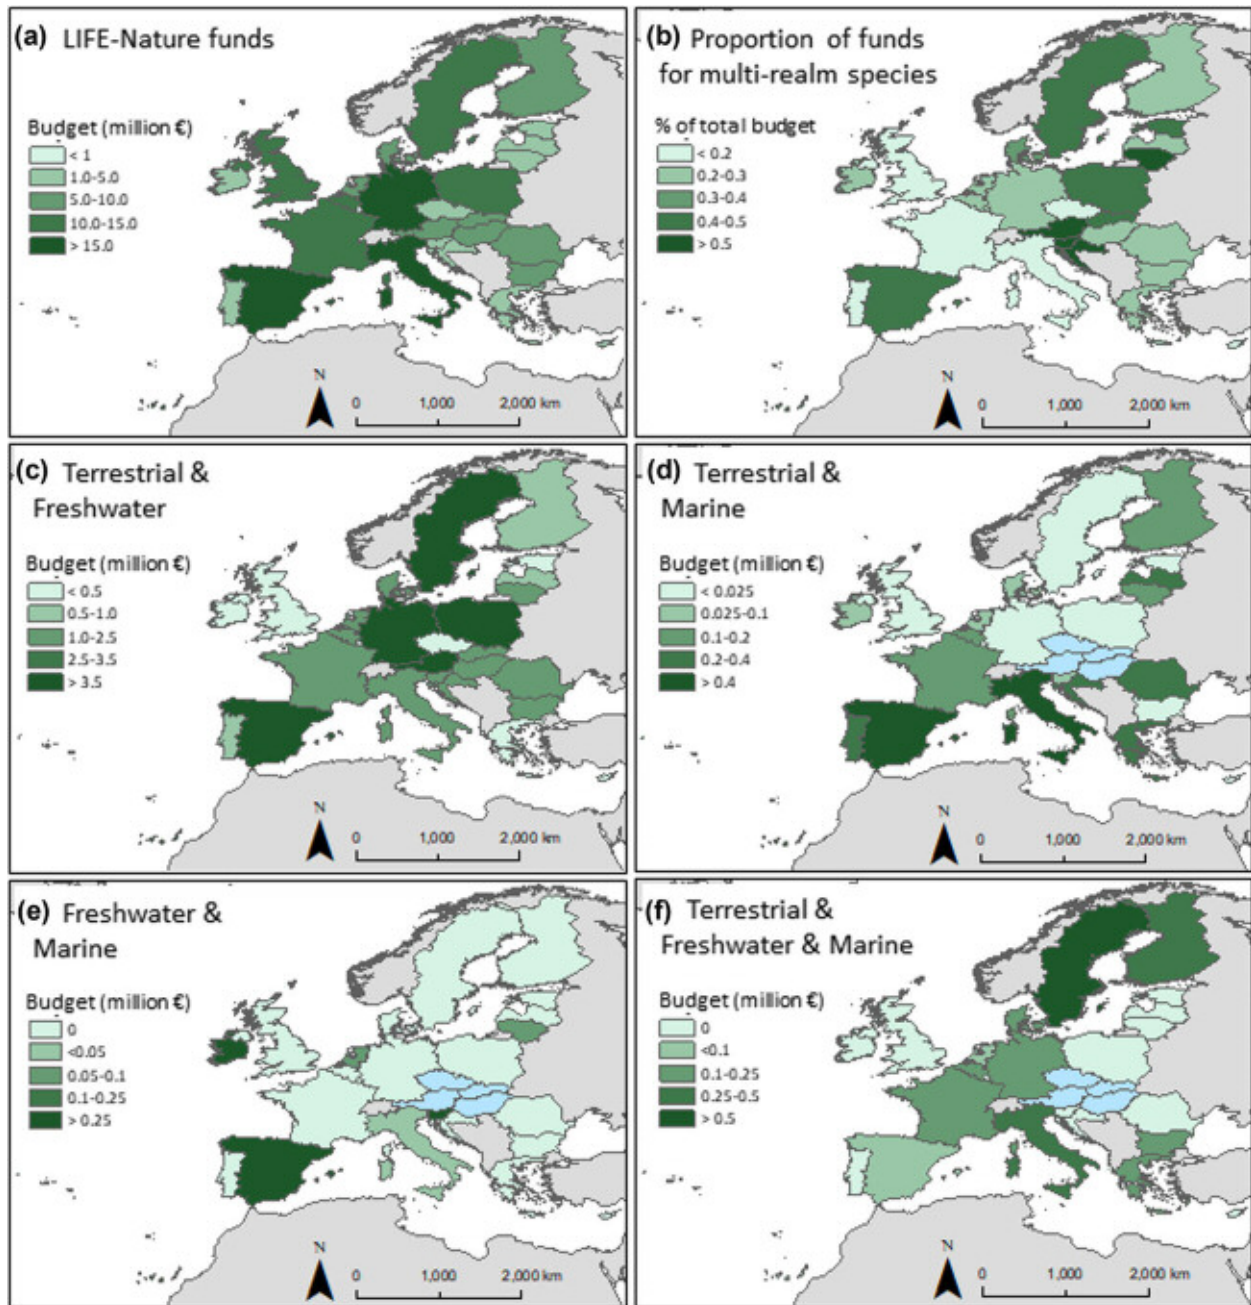 (a) LIFE-Nature funds
Budget (million €)
< 1
1.0-5.0
5.0-10.0
10.0-15.0
> 15.0
N
0 1,000 2,000 km
(b) Proportion of funds
for multi-realm species
% of total budget
< 0.2
0.2-0.3
0.3-0.4
0.4-0.5
> 0.5
N
0 1,000 2,000 km
(c) Terrestrial &
Freshwater
Budget (million €)
< 0.5
0.5-1.0
1.0-2.5
2.5-3.5
> 3.5
N
0 1,000 2,000 km
(d) Terrestrial &
Marine
Budget (million €)
< 0.025
0.025-0.1
0.1-0.2
0.2-0.4
> 0.4
N
0 1,000 2,000 km
(e) Freshwater &
Marine
Budget (million €)
0
<0.05
0.05-0.1
0.1-0.25
> 0.25
N
0 1,000 2,000 km
(f) Terrestrial &
Freshwater & Marine
Budget (million €)
0
<0.1
0.1-0.25
0.25-0.5
> 0.5
N
0 1,000 2,000 km